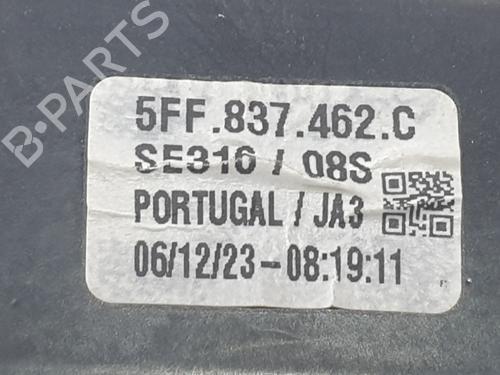 B-PARTS
5FF.837.462.C
SE316 / 08S
PORTUGAL / JA3
06/12/23-08:19:11